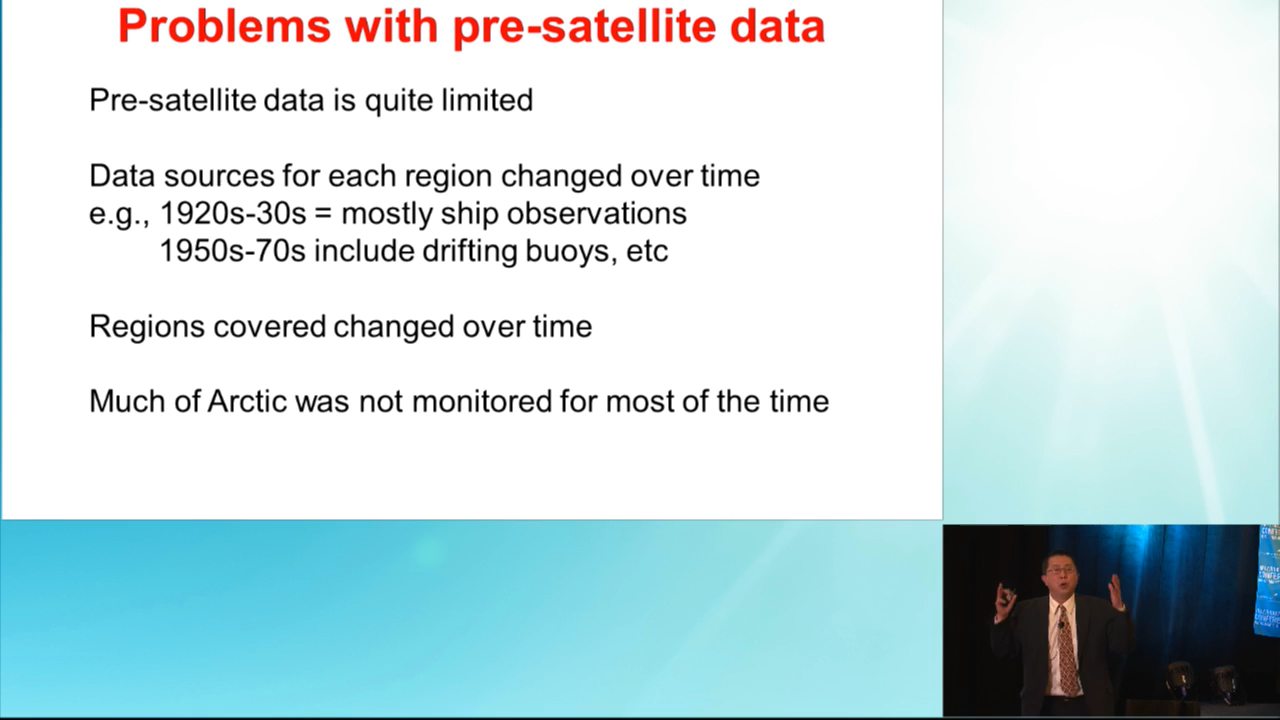 Problems with pre-satellite data
Pre-satellite data is quite limited
Data sources for each region changed over time
e.g., 1920s-30s = mostly ship observations
1950s-70s include drifting buoys, etc
Regions covered changed over time
Much of Arctic was not monitored for most of the time